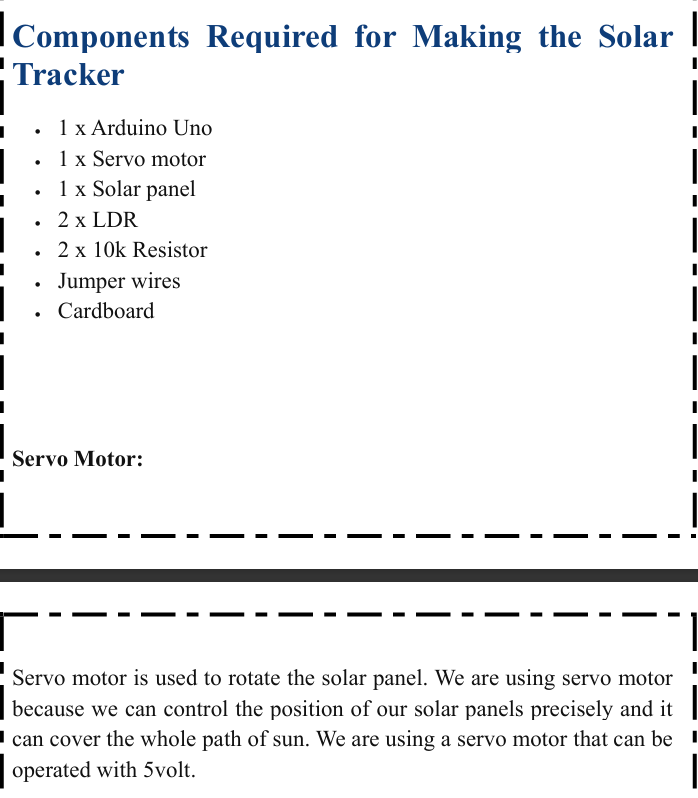 Components Required for Making the Solar
Tracker
• 1 x Arduino Uno
• 1 x Servo motor
• 1 x Solar panel
• 2 x LDR
• 2 x 10k Resistor
• Jumper wires
• Cardboard
Servo Motor:
Servo motor is used to rotate the solar panel. We are using servo motor
because we can control the position of our solar panels precisely and it
can cover the whole path of sun. We are using a servo motor that can be
operated with 5volt.